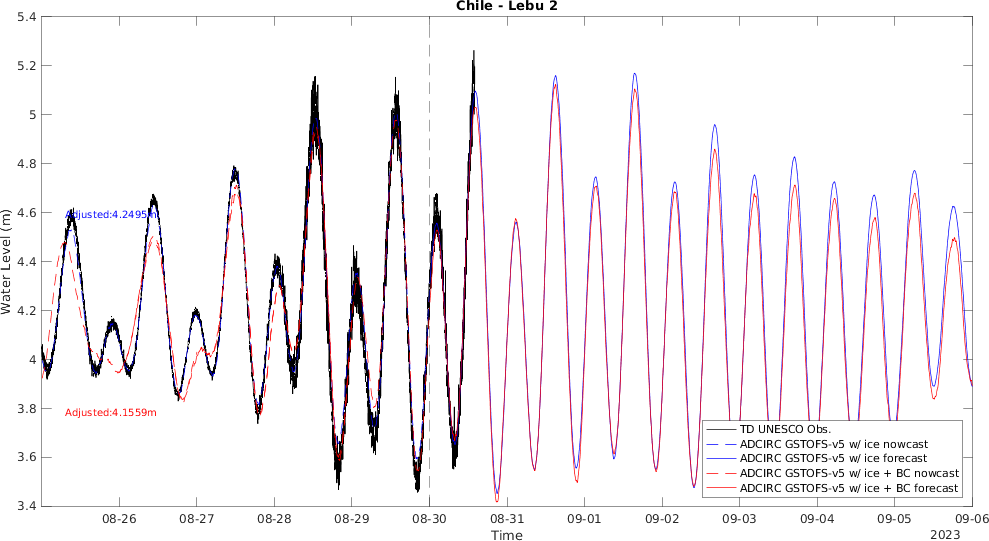 Chile - Lebu 2
5.4
5.2
5
4.8
4.6
4.4
4.2
4
3.8
3.6
3.4
Water Level (m)
Adjusted:4.2495m
Adjusted:4.1559m
TD UNESCO Obs.
ADCIRC GSTOFS-v5 w/ ice nowcast
ADCIRC GSTOFS-v5 w/ ice forecast
ADCIRC GSTOFS-v5 w/ ice + BC nowcast
ADCIRC GSTOFS-v5 w/ ice + BC forecast
08-26 08-27 08-28 08-29 08-30 08-31 09-01 09-02 09-03 09-04 09-05 09-06
Time
2023